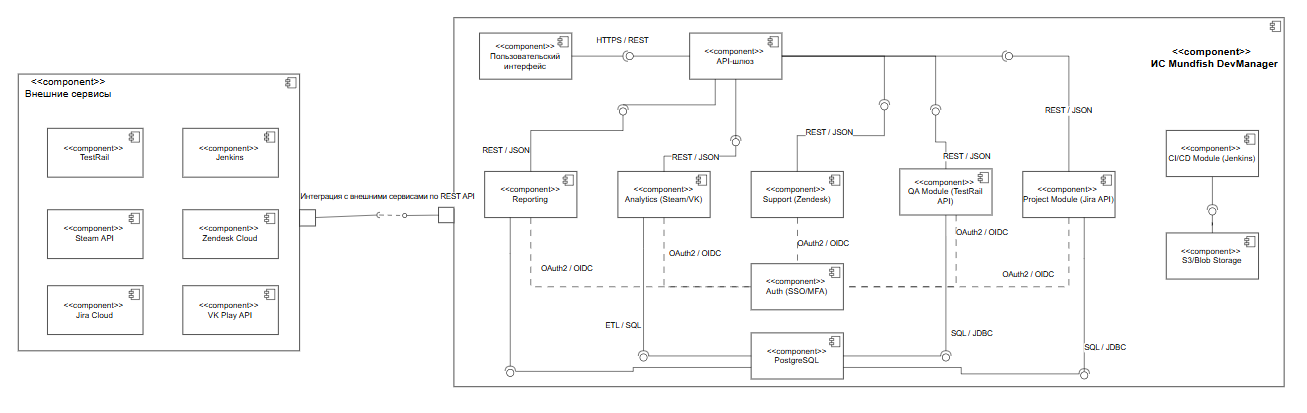 <<component>>
Внешние сервисы
<<component>>
TestRail
<<component>>
Jenkins
<<component>>
Steam API
<<component>>
Zendesk Cloud
<<component>>
Jira Cloud
<<component>>
VK Play API
Интеграция с внешними сервисами по REST API
<<component>>
ИС Mundfish DevManager
<<component>>
Пользовательский
интерфейс
HTTPS / REST
<<component>>
API-шлюз
REST / JSON
REST / JSON
REST / JSON
REST / JSON
REST / JSON
<<component>>
Reporting
<<component>>
Analytics (Steam/VK)
<<component>>
Support (Zendesk)
<<component>>
QA Module (TestRail
API)
<<component>>
Project Module (Jira API)
<<component>>
CI/CD Module (Jenkins)
<<component>>
S3/Blob Storage
OAuth2 / OIDC
OAuth2 / OIDC
OAuth2 / OIDC
OAuth2 / OIDC
OAuth2 / OIDC
<<component>>
Auth (SSO/MFA)
ETL / SQL
SQL / JDBC
SQL / JDBC
<<component>>
PostgreSQL